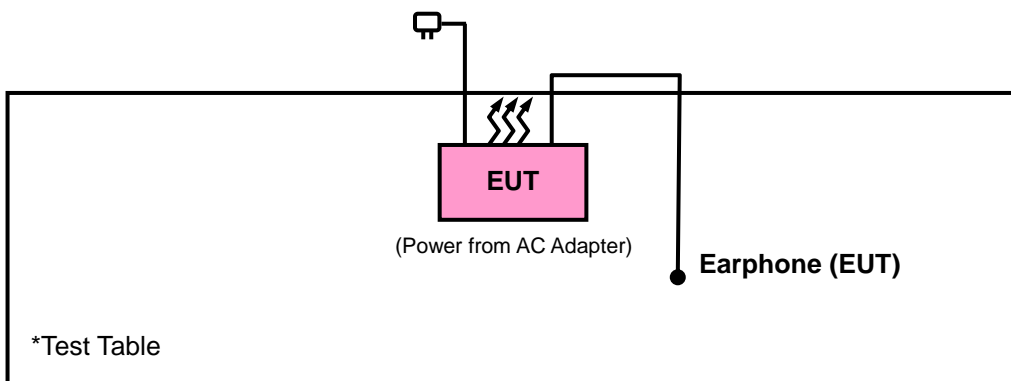 EUT
(Power from AC Adapter)
Earphone (EUT)
*Test Table